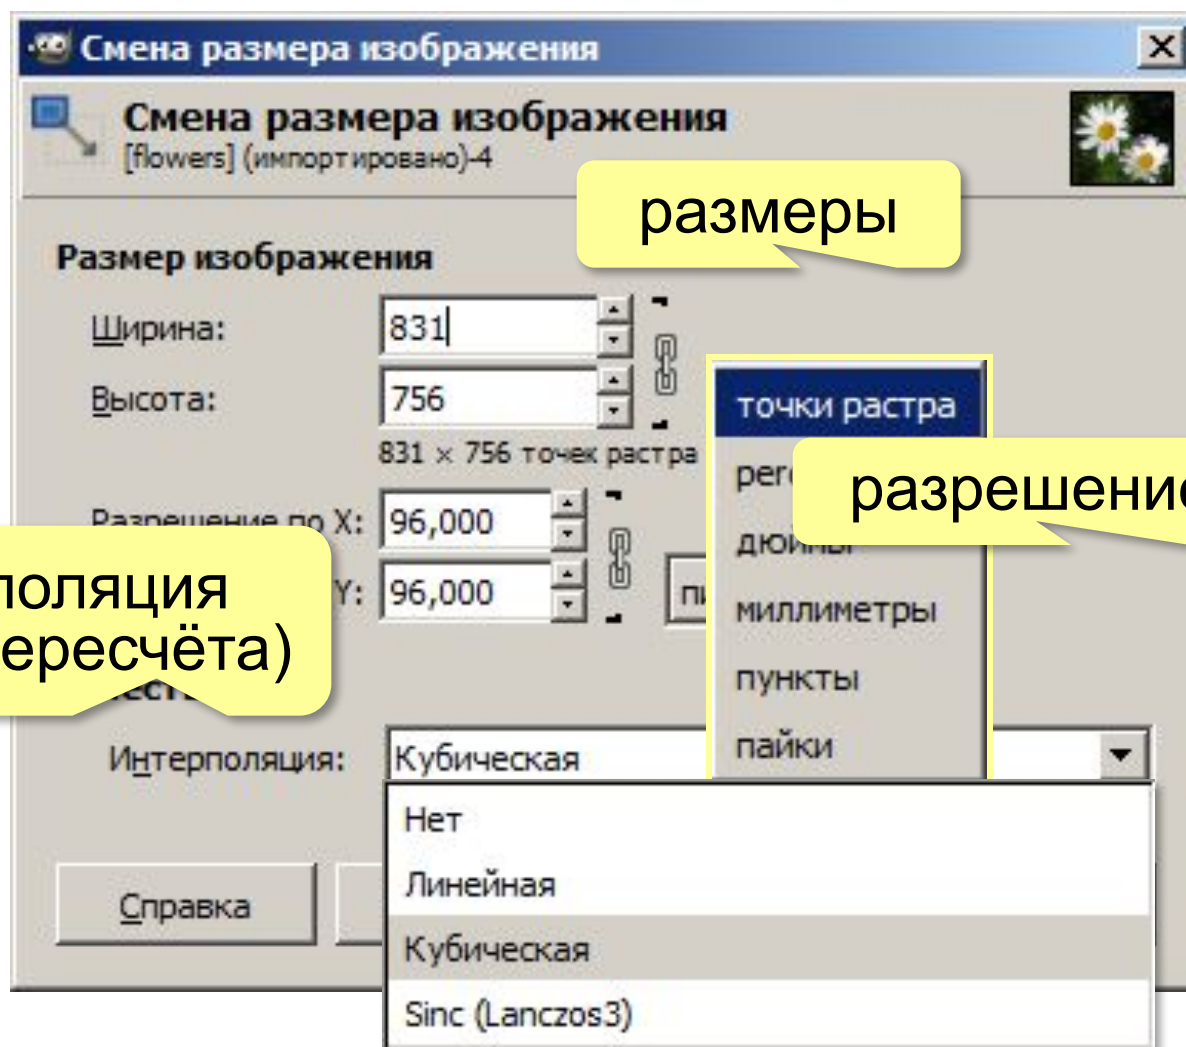 Смена размера изображения
Смена размера изображения
[flowers] (импортировано)-4
размеры
Размер изображения
Ширина: 831
Высота: 756
831 × 756 точек растра
точки растра
разрешение
дюймы
миллиметры
пункты
пайки
Разрешение по X: 96,000
Y: 96,000
поляция
ересчёта)
Интерполяция: Кубическая
Нет
Линейная
Кубическая
Sinc (Lanczos3)
Справка